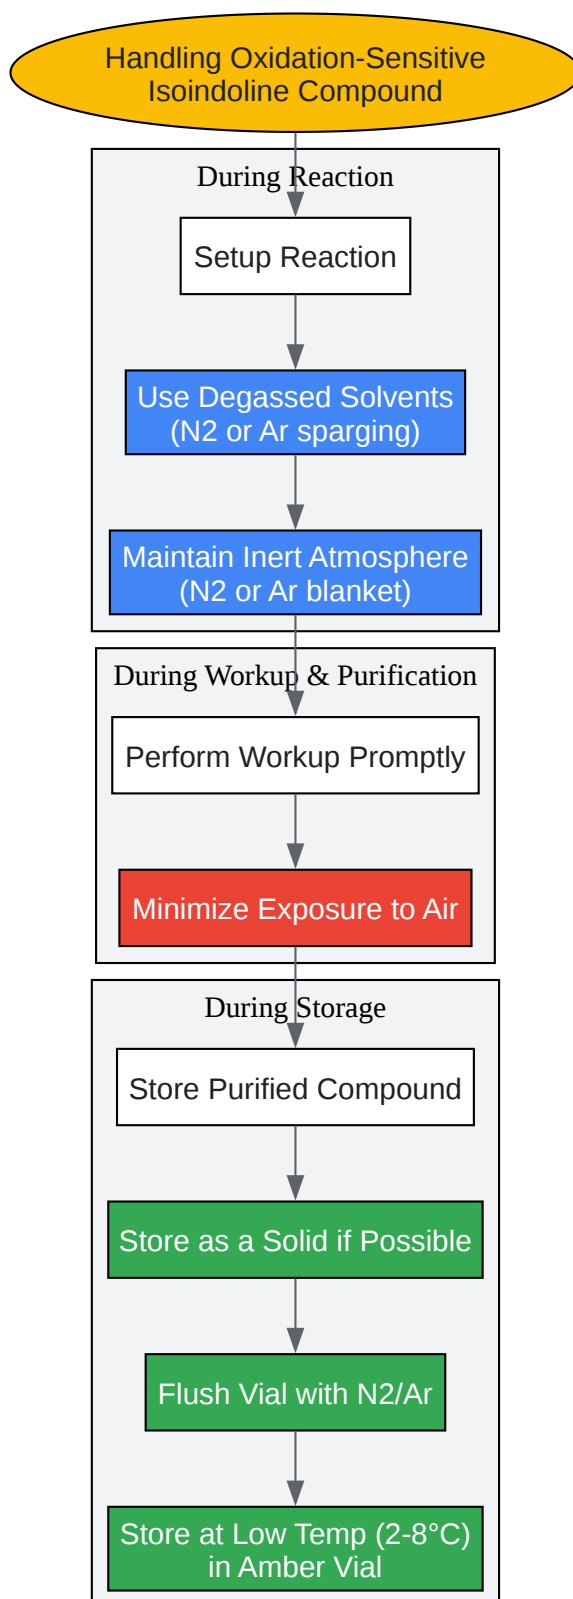 Handling Oxidation-Sensitive
Isoindoline Compound
During Reaction
Setup Reaction
Use Degassed Solvents
(N2 or Ar sparging)
Maintain Inert Atmosphere
(N2 or Ar blanket)
During Workup & Purification
Perform Workup Promptly
Minimize Exposure to Air
During Storage
Store Purified Compound
Store as a Solid if Possible
Flush Vial with N2/Ar
Store at Low Temp (2-8°C)
in Amber Vial